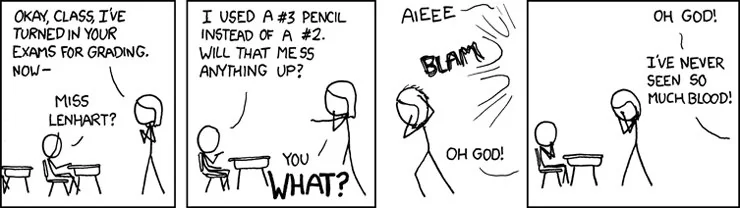 OKAY, CLASS, I'VE
TURNED IN YOUR
EXAMS FOR GRADING.
NOW–
MISS
LENHART?
I USED A #3 PENCIL
INSTEAD OF A #2.
WILL THAT MESS
ANYTHING UP?
YOU
WHAT?
AIEEE
BLAM
OH GOD!
OH GOD!
I'VE NEVER
SEEN SO
MUCH BLOOD!